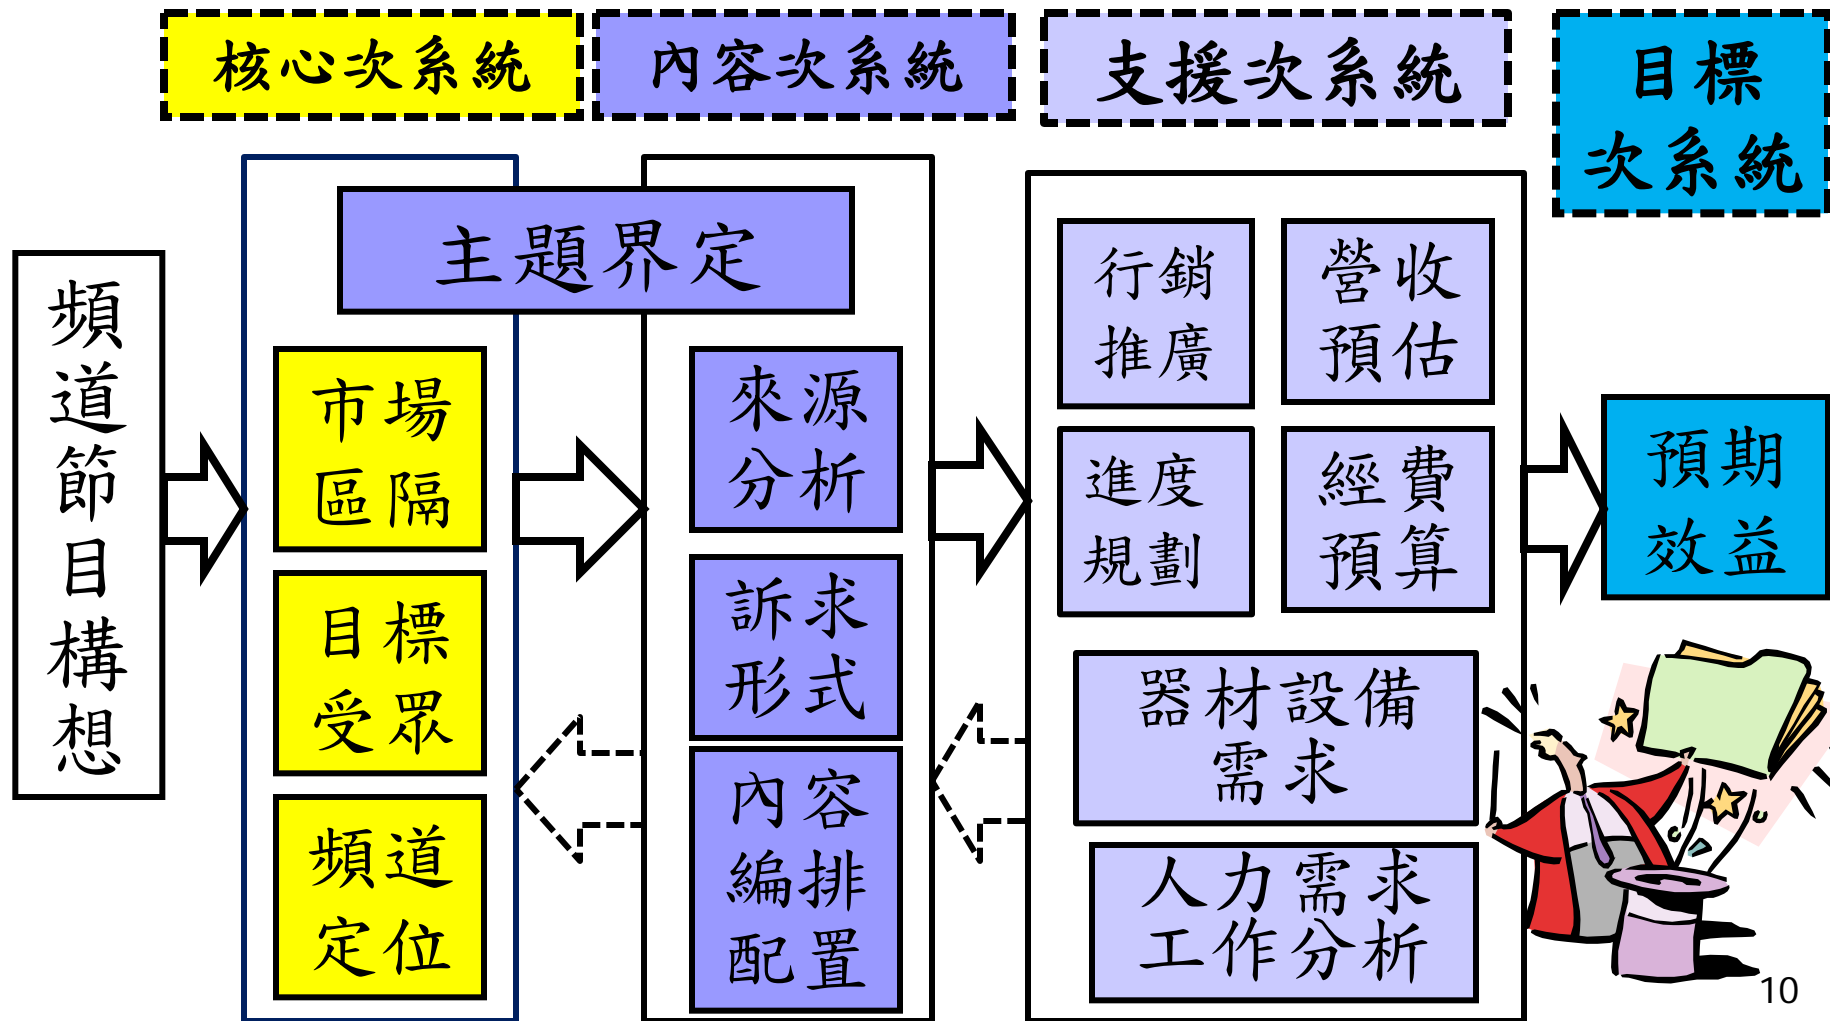 核心次系統
內容次系統
支援次系統
目標
次系統
頻
道
節
目
構
想
主題界定
市場
區隔
目標
受眾
頻道
定位
來源
分析
訴求
形式
內容
編排
配置
行銷
推廣
營收
預估
進度
規劃
經費
預算
器材設備
需求
人力需求
工作分析
預期
效益
10